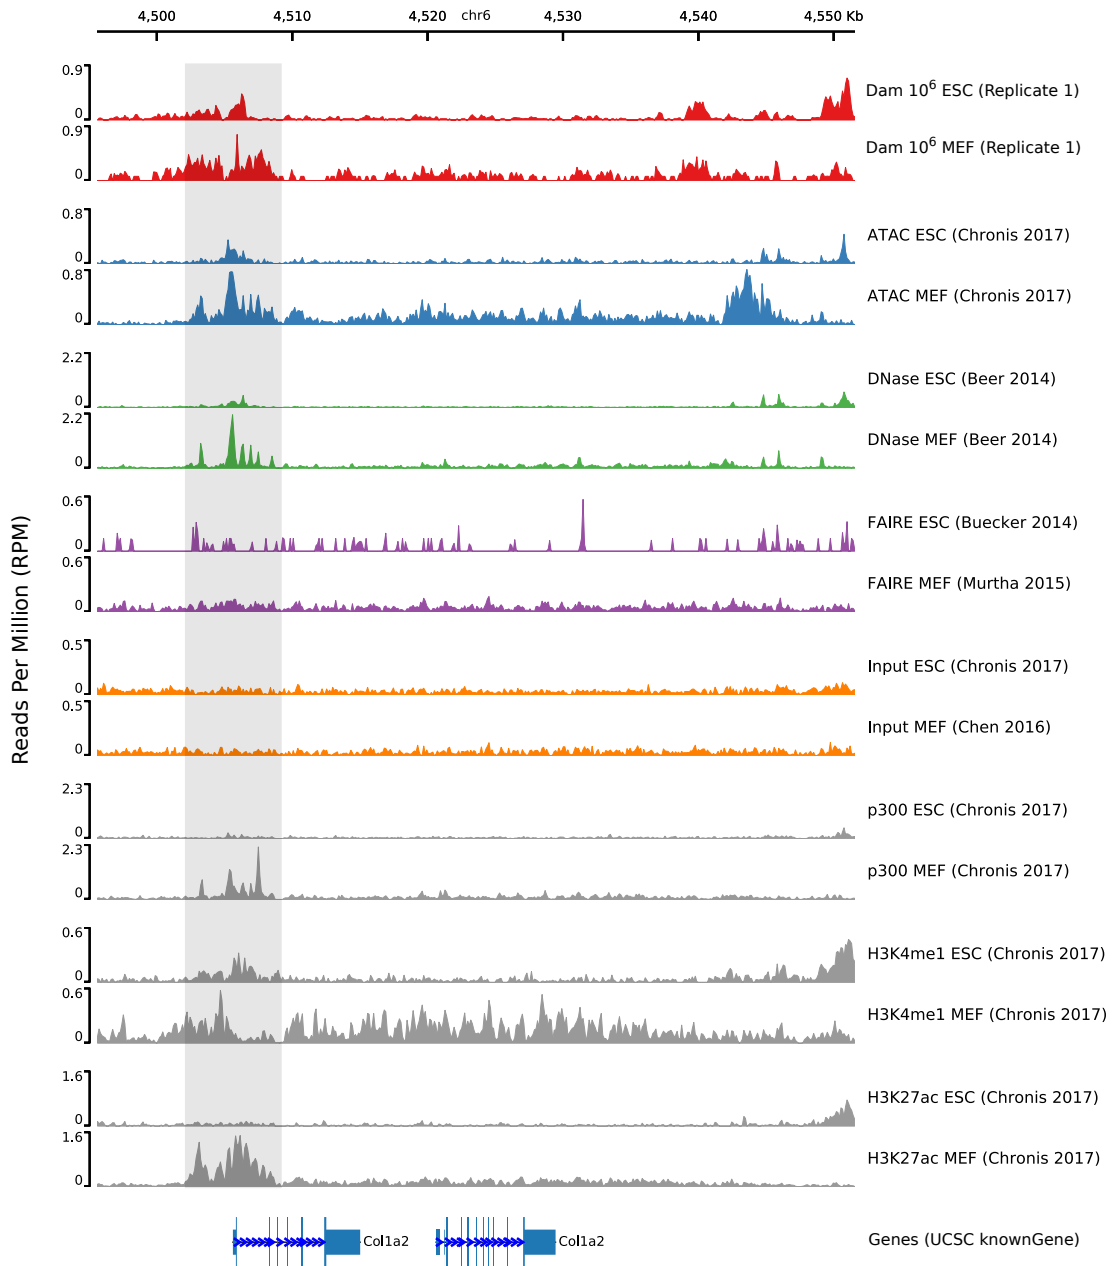 4,500 4,510 4,520 chr6 4,530 4,540 4,550 Kb
0.9
0
Dam 10⁶ ESC (Replicate 1)
0.9
0
Dam 10⁶ MEF (Replicate 1)
0.8
0
ATAC ESC (Chronis 2017)
0.8
0
ATAC MEF (Chronis 2017)
2.2
0
DNase ESC (Beer 2014)
2.2
0
DNase MEF (Beer 2014)
0.6
0
FAIRE ESC (Buecker 2014)
0.6
0
FAIRE MEF (Murtha 2015)
Reads Per Million (RPM)
0.5
0
Input ESC (Chronis 2017)
0.5
0
Input MEF (Chen 2016)
2.3
0
p300 ESC (Chronis 2017)
2.3
0
p300 MEF (Chronis 2017)
0.6
0
H3K4me1 ESC (Chronis 2017)
0.6
0
H3K4me1 MEF (Chronis 2017)
1.6
0
H3K27ac ESC (Chronis 2017)
1.6
0
H3K27ac MEF (Chronis 2017)
Col1a2 Col1a2 Genes (UCSC knownGene)